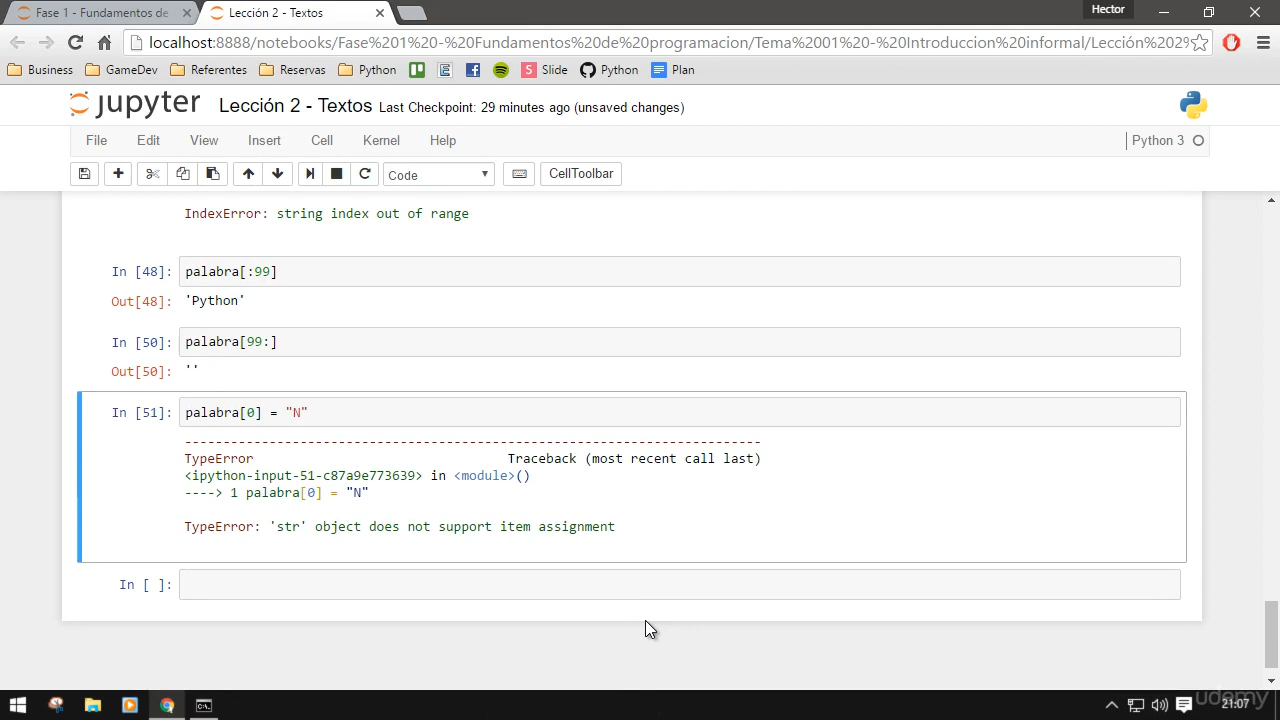 Fase 1 - Fundamentos de
Lección 2 - Textos
Hector
localhost:8888/notebooks/Fase%201%20-%20Fundamentos%20de%20programacion/Tema%2001%20-%20Introduccion%20informal/Lección%202%
Business GameDev Referentes Reservas Python Slides Python Plan
jupyter Lección 2 - Textos Last Checkpoint: 29 minutes ago (unsaved changes)
File Edit View Insert Cell Kernel Help Python 3
Code CellToolbar
IndexError: string index out of range
In [48]: palabra[:99]
Out[48]: 'Python'
In [50]: palabra[99:]
Out[50]: ''
In [51]: palabra[0] = "N"
---------------------------------------------------------------------------
TypeError Traceback (most recent call last)
<ipython-input-51-c87a9e773639> in <module>()
----> 1 palabra[0] = "N"
TypeError: 'str' object does not support item assignment
In [ ]:
udemy
21:07